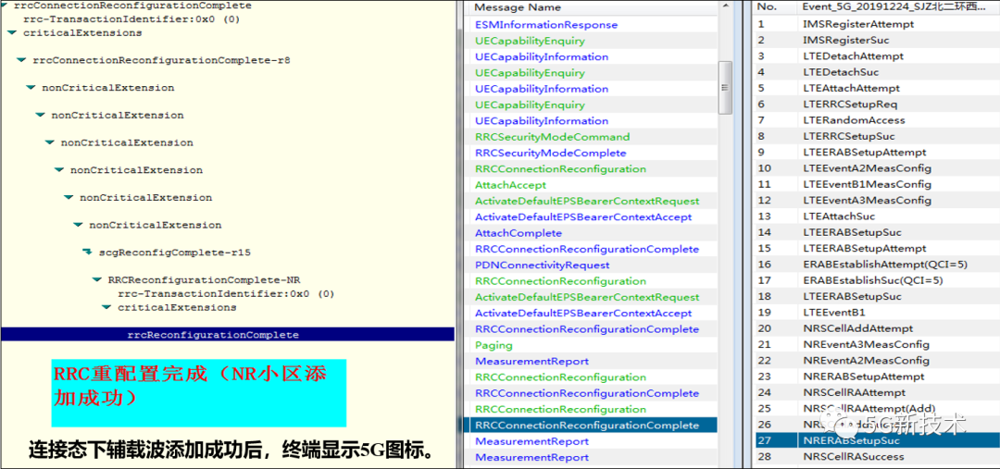 rrcConnectionReconfigurationComplete
rrc-TransactionIdentifier:0x0 (0)
criticalExtensions
rrcConnectionReconfigurationComplete-r8
nonCriticalExtension
nonCriticalExtension
nonCriticalExtension
nonCriticalExtension
nonCriticalExtension
nonCriticalExtension
scgReconfigComplete-r15
RRCReconfigurationComplete-NR
rrc-TransactionIdentifier:0x0 (0)
criticalExtensions
rrcReconfigurationComplete
RRC重配置完成（NR小区添
加成功）
连接态下辅载波添加成功后，终端显示5G图标。
Message Name
ESMInformationResponse
UECapabilityEnquiry
UECapabilityInformation
UECapabilityEnquiry
UECapabilityInformation
UECapabilityEnquiry
UECapabilityInformation
RRCSecurityModeCommand
RRCSecurityModeComplete
RRCConnectionReconfiguration
AttachAccept
ActivateDefaultEPSBearerContextRequest
ActivateDefaultEPSBearerContextAccept
AttachComplete
RRCConnectionReconfigurationComplete
PDNConnectivityRequest
RRCConnectionReconfiguration
ActivateDefaultEPSBearerContextRequest
ActivateDefaultEPSBearerContextAccept
RRCConnectionReconfigurationComplete
Paging
MeasurementReport
RRCConnectionReconfiguration
RRCConnectionReconfigurationComplete
RRCConnectionReconfiguration
RRCConnectionReconfigurationComplete
MeasurementReport
MeasurementReport
No. Event_5G_20191224_SJZ北二环西...
1 IMSRegisterAttempt
2 IMSRegisterSuc
3 LTEDetachAttempt
4 LTEDetachSuc
5 LTEAttachAttempt
6 LTERRCSetupReq
7 LTERandomAccess
8 LTERRCSetupSuc
9 LTEERABSetupAttempt
10 LTEEventA2MeasConfig
11 LTEEventB1MeasConfig
12 LTEEventA3MeasConfig
13 LTEAttachSuc
14 LTEERABSetupSuc
15 LTEERABSetupAttempt
16 ERABEstablishAttempt(QCI=5)
17 ERABEstablishSuc(QCI=5)
18 LTEERABSetupSuc
19 LTEEventB1
20 NRSCellAddAttempt
21 NREventA3MeasConfig
22 NREventA2MeasConfig
23 NRERABSetupAttempt
24 NRSCellRAAttempt
25 NRSCellRAAttempt(Add)
26
27 NRERABSetupSuc
28 NRSCellRASuccess
5G新技术